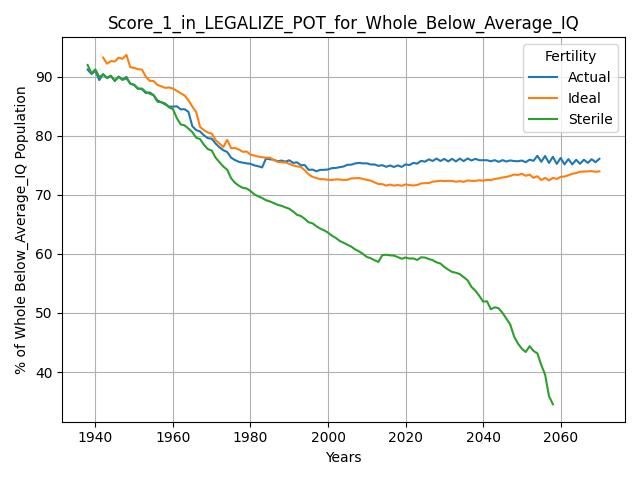 Score_1_in_LEGALIZE_POT_for_Whole_Below_Average_IQ
% of Whole Below_Average_IQ Population
90
80
70
60
50
40
Fertility
Actual
Ideal
Sterile
1940 1960 1980 2000 2020 2040 2060
Years